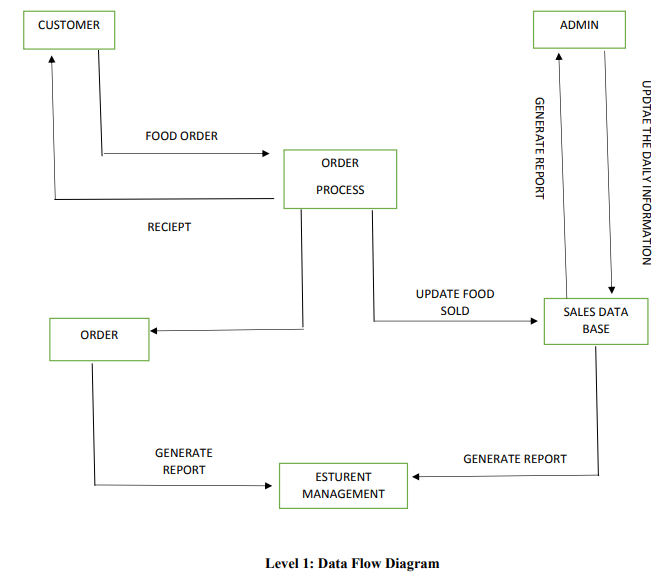 CUSTOMER
ADMIN
FOOD ORDER
ORDER
PROCESS
RECIEPT
GENERATE REPORT
UPDTAE THE DAILY INFORMATION
UPDATE FOOD
SOLD
SALES DATA
BASE
ORDER
GENERATE
REPORT
ESTURENT
MANAGEMENT
GENERATE REPORT
Level 1: Data Flow Diagram